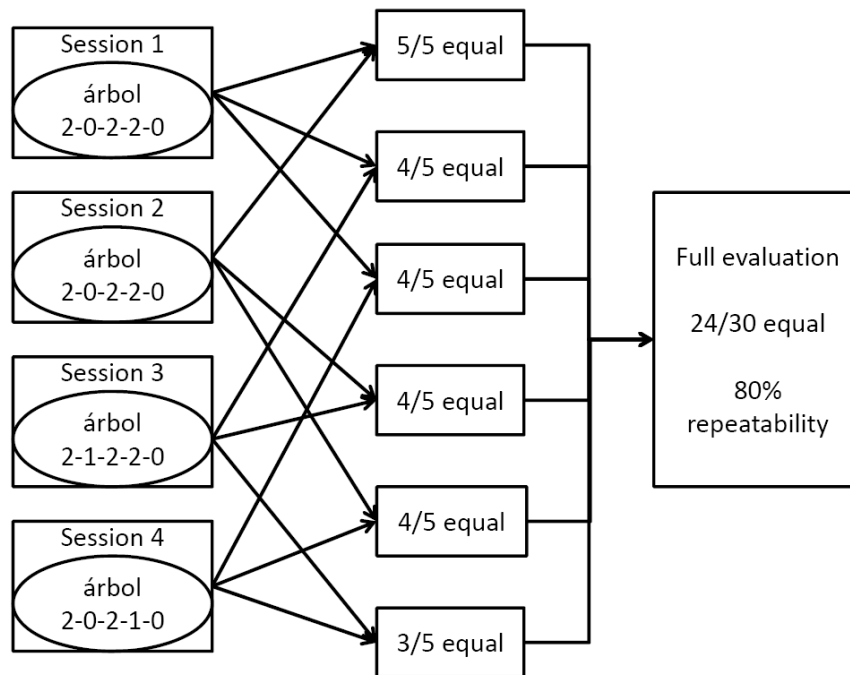 Session 1
árbol
2-0-2-2-0
Session 2
árbol
2-0-2-2-0
Session 3
árbol
2-1-2-2-0
Session 4
árbol
2-0-2-1-0
5/5 equal
4/5 equal
4/5 equal
4/5 equal
4/5 equal
3/5 equal
Full evaluation
24/30 equal
80%
repeatability